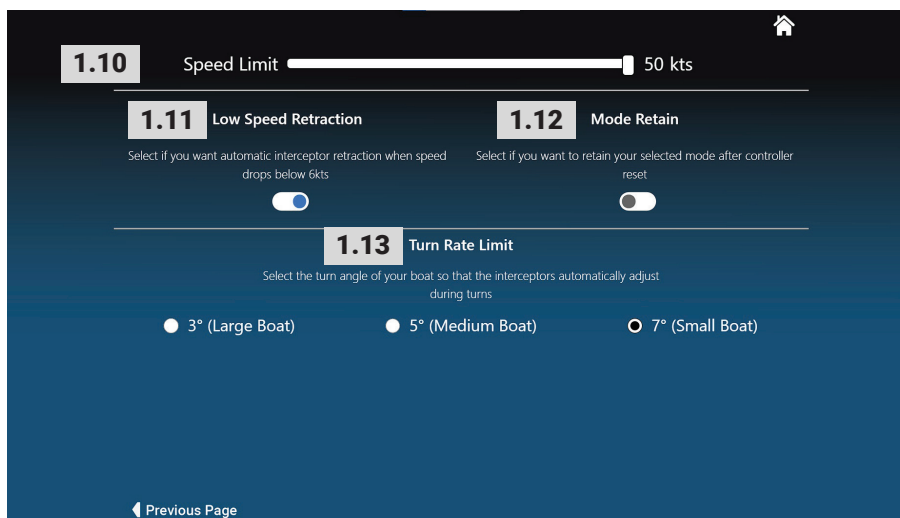 1.10 Speed Limit 50 kts
1.11 Low Speed Retraction
Select if you want automatic interceptor retraction when speed
drops below 6kts
1.12 Mode Retain
Select if you want to retain your selected mode after controller
reset
1.13 Turn Rate Limit
Select the turn angle of your boat so that the interceptors automatically adjust
during turns
3° (Large Boat) 5° (Medium Boat) 7° (Small Boat)
Previous Page